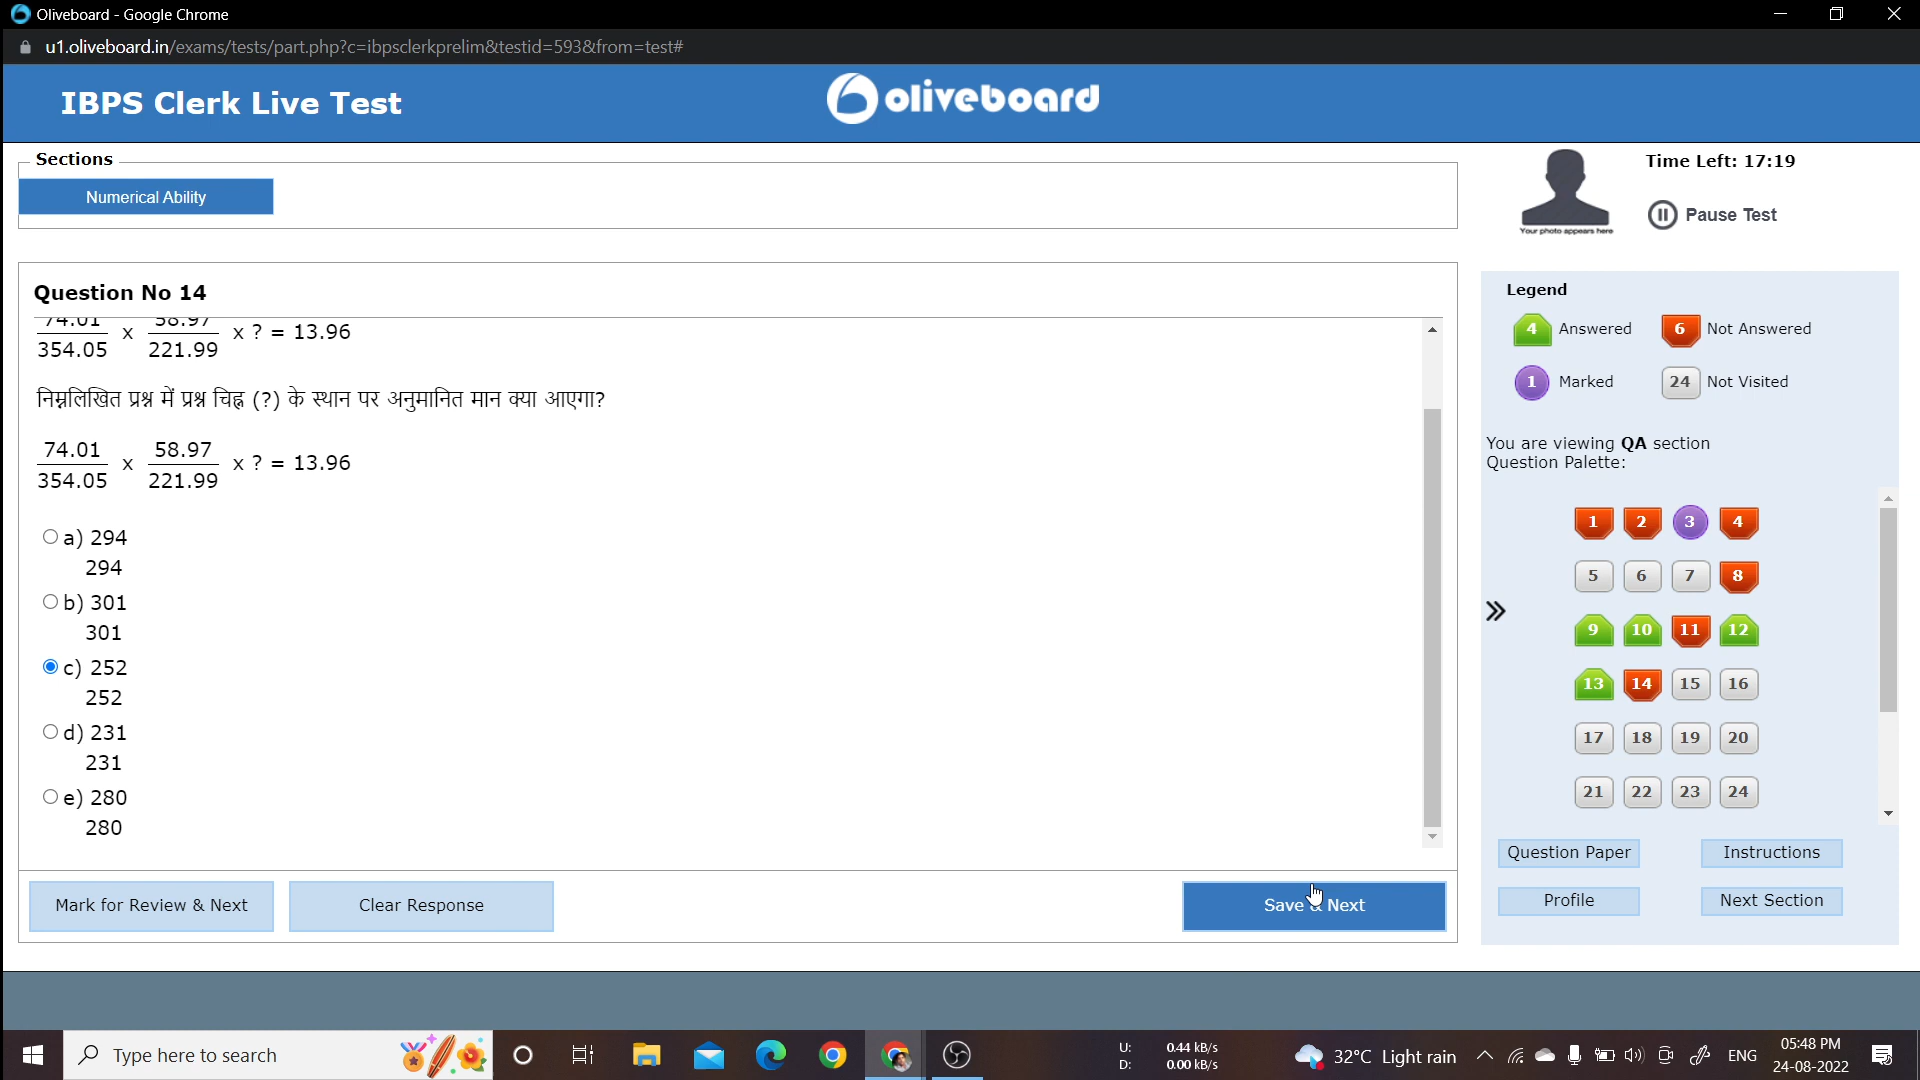 Oliveboard - Google Chrome
u1.oliveboard.in/exams/tests/part.php?c=ibpsclerkprelim&testid=593&from=test#
IBPS Clerk Live Test
oliveboard
Sections
Numerical Ability
Your photo appears here
Time Left: 17:19
Pause Test
Question No 14
74.01 58.97
x x ? = 13.96
354.05 221.99
निम्नलिखित प्रश्न में प्रश्न चिह्न (?) के स्थान पर अनुमानित मान क्या आएगा?
74.01 58.97
x x ? = 13.96
354.05 221.99
a) 294
294
b) 301
301
c) 252
252
d) 231
231
e) 280
280
Mark for Review & Next
Clear Response
Save & Next
Legend
4 Answered 6 Not Answered
1 Marked 24 Not Visited
You are viewing QA section
Question Palette:
1 2 3 4
5 6 7 8
9 10 11 12
13 14 15 16
17 18 19 20
21 22 23 24
Question Paper Instructions
Profile Next Section
Type here to search
U: 0.44 kB/s
D: 0.00 kB/s
32°C Light rain
ENG
05:48 PM
24-08-2022